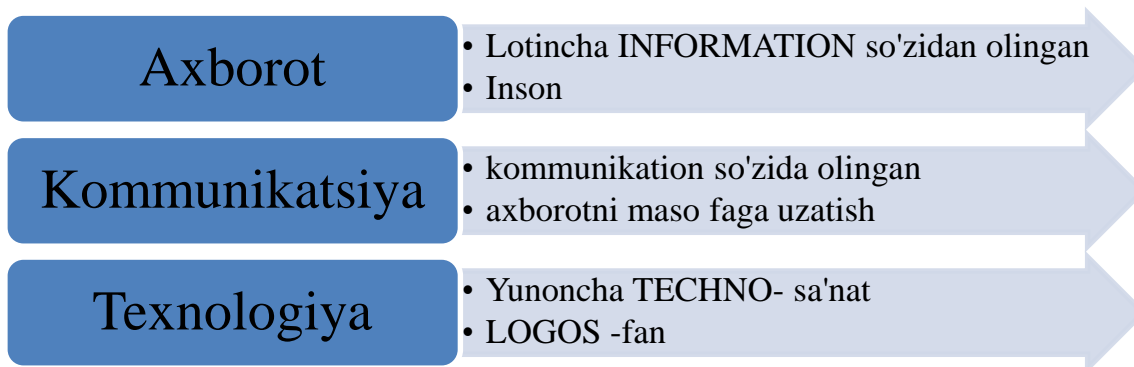 Axborot
• Lotincha INFORMATION so'zidan olingan
• Inson
Kommunikatsiya
• kommunikation so'zida olingan
• axborotni maso faga uzatish
Texnologiya
• Yunoncha TECHNO- sa'nat
• LOGOS -fan